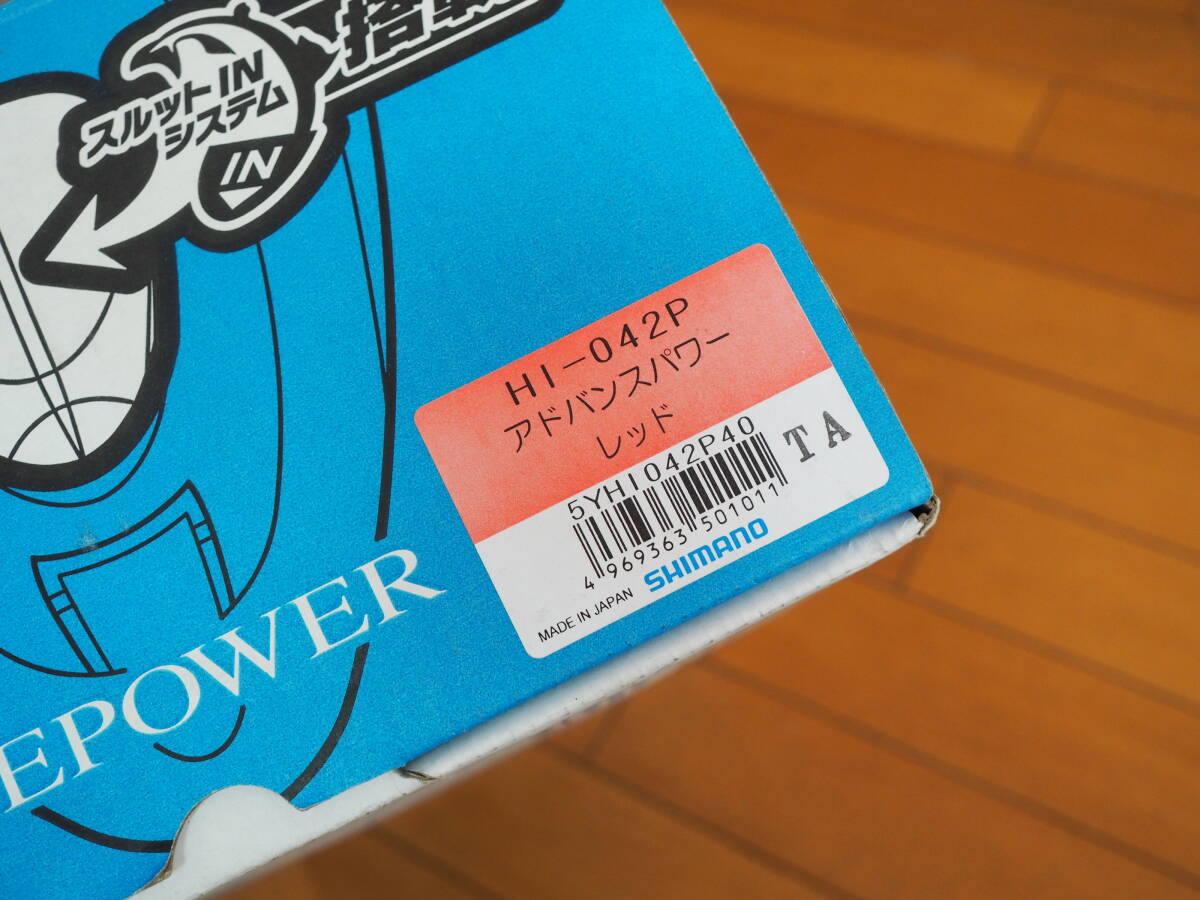 搭載
スルットIN
システム
IN
HI-042P
アドバンスパワー
レッド
5YHI042P40
TA
4 969363 501011
MADE IN JAPAN
SHIMANO
EPOWER